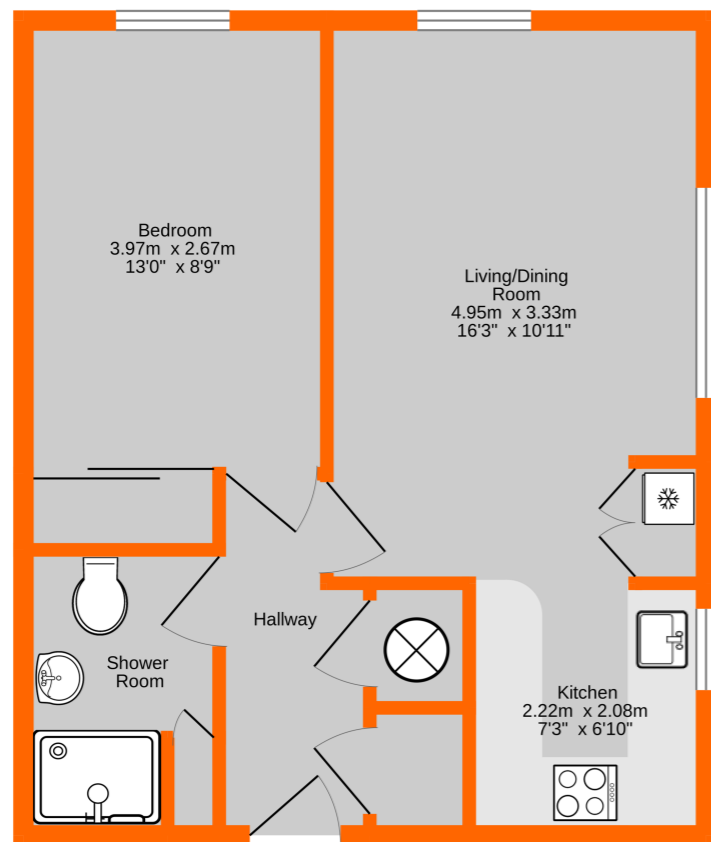 Bedroom
3.97m x 2.67m
13'0" x 8'9"
Living/Dining
Room
4.95m x 3.33m
16'3" x 10'11"
Hallway
Shower
Room
Kitchen
2.22m x 2.08m
7'3" x 6'10"